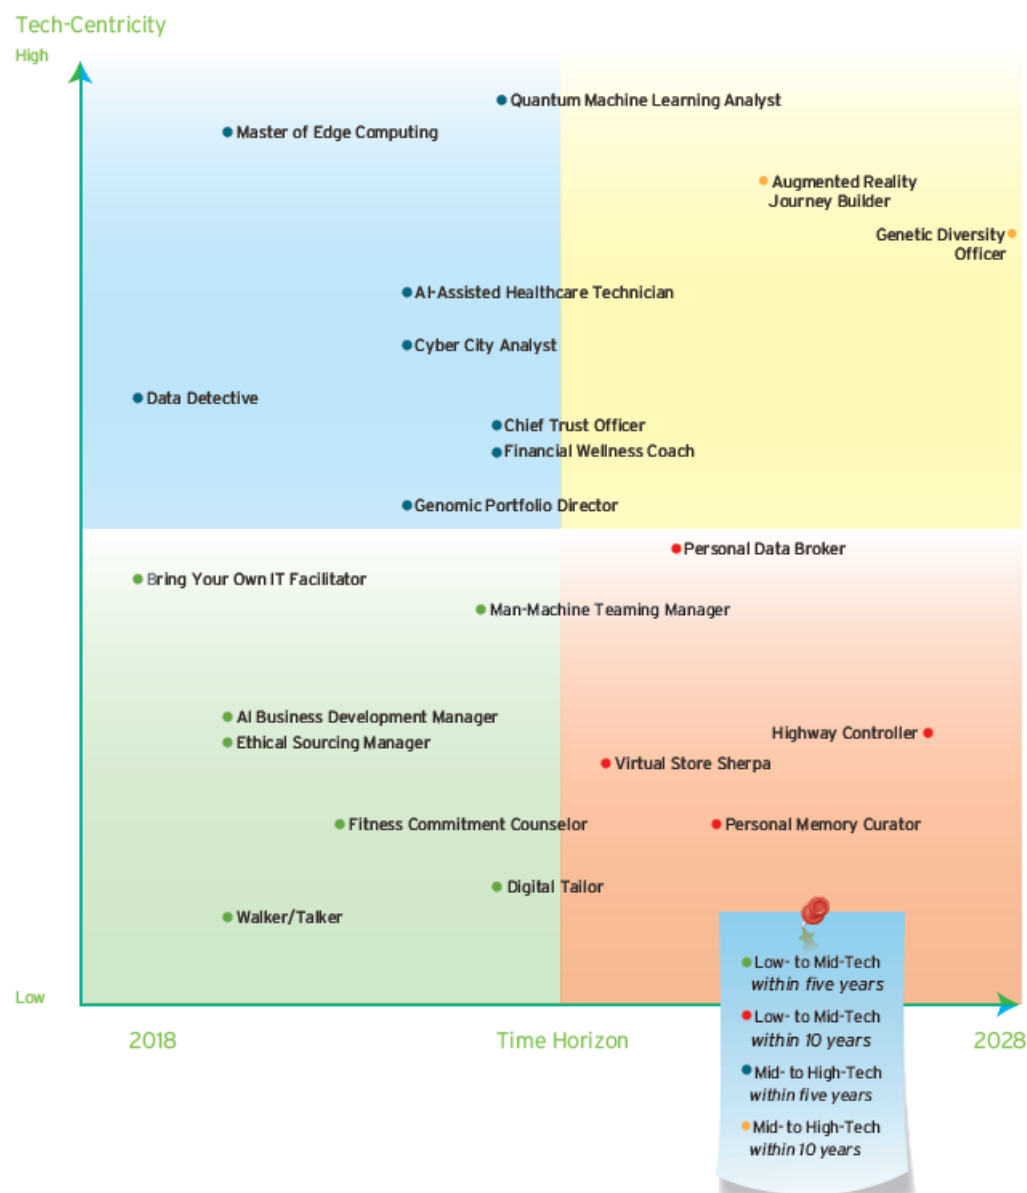 Tech-Centricity
High
Quantum Machine Learning Analyst
Master of Edge Computing
Augmented Reality
Journey Builder
Genetic Diversity
Officer
AI-Assisted Healthcare Technician
Cyber City Analyst
Data Detective
Chief Trust Officer
Financial Wellness Coach
Genomic Portfolio Director
Personal Data Broker
Bring Your Own IT Facilitator
Man-Machine Teaming Manager
AI Business Development Manager
Highway Controller
Ethical Sourcing Manager
Virtual Store Sherpa
Fitness Commitment Counselor
Personal Memory Curator
Digital Tailor
Walker/Talker
Low
2018
Time Horizon
2028
Low- to Mid-Tech
within five years
Low- to Mid-Tech
within 10 years
Mid- to High-Tech
within five years
Mid- to High-Tech
within 10 years